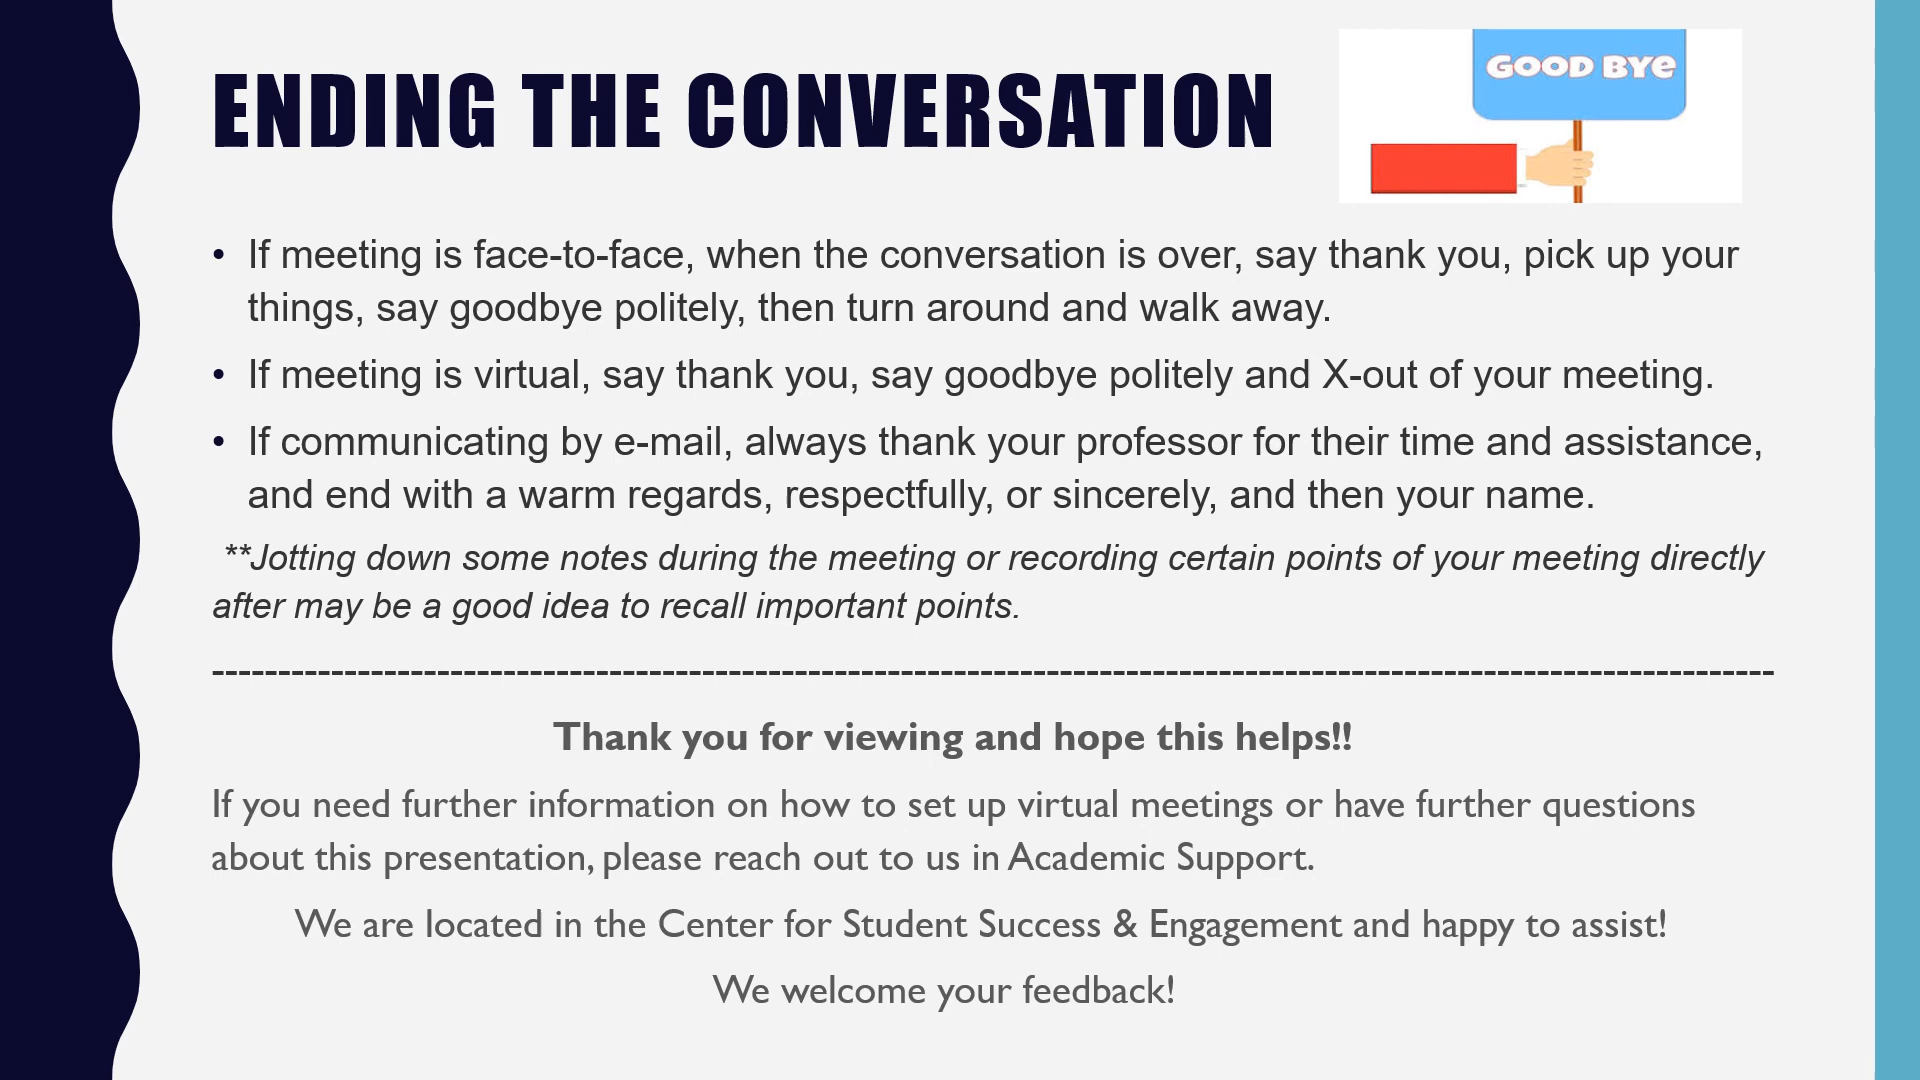 ENDING THE CONVERSATION
GOOD BYe
• If meeting is face-to-face, when the conversation is over, say thank you, pick up your
things, say goodbye politely, then turn around and walk away.
• If meeting is virtual, say thank you, say goodbye politely and X-out of your meeting.
• If communicating by e-mail, always thank your professor for their time and assistance,
and end with a warm regards, respectfully, or sincerely, and then your name.
**Jotting down some notes during the meeting or recording certain points of your meeting directly
after may be a good idea to recall important points.
----------------------------------------------------------------------------------------------------------------------
Thank you for viewing and hope this helps!!
If you need further information on how to set up virtual meetings or have further questions
about this presentation, please reach out to us in Academic Support.
We are located in the Center for Student Success & Engagement and happy to assist!
We welcome your feedback!